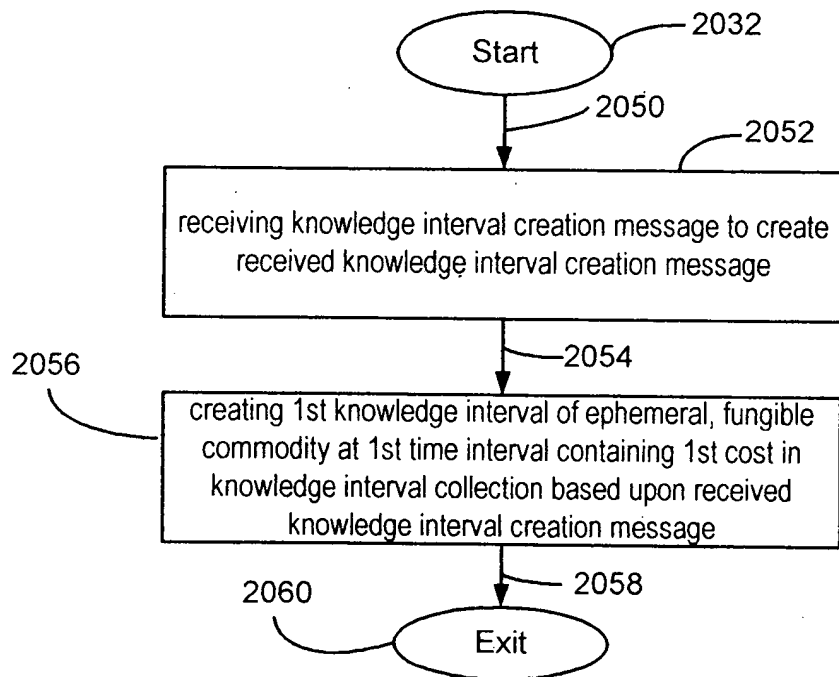 Start
2032
2050
2052
receiving knowledge interval creation message to create
received knowledge interval creation message
2054
2056
creating 1st knowledge interval of ephemeral, fungible
commodity at 1st time interval containing 1st cost in
knowledge interval collection based upon received
knowledge interval creation message
2058
2060
Exit